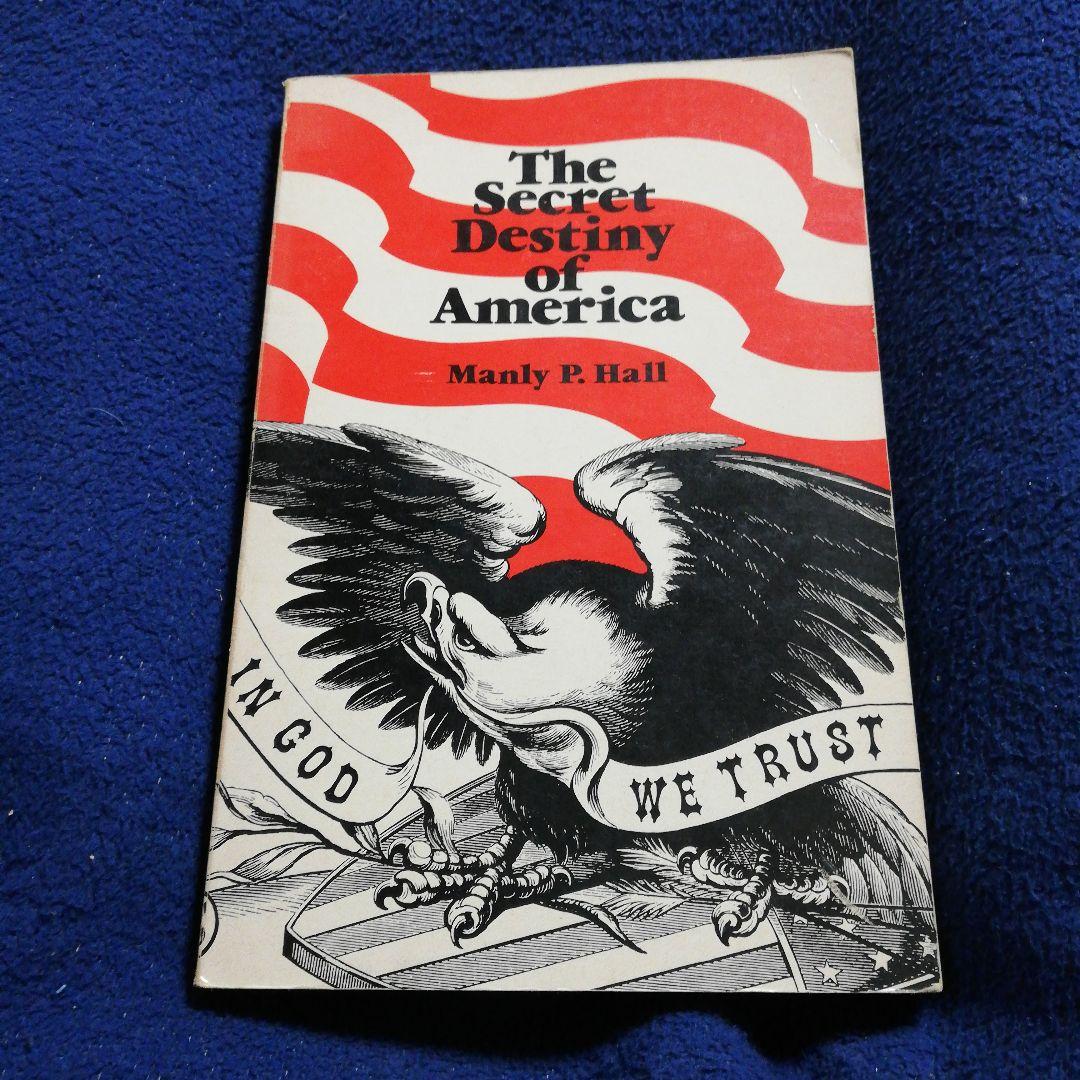 The
Secret
Destiny
of
America
Manly P. Hall
IN GOD
WE TRUST